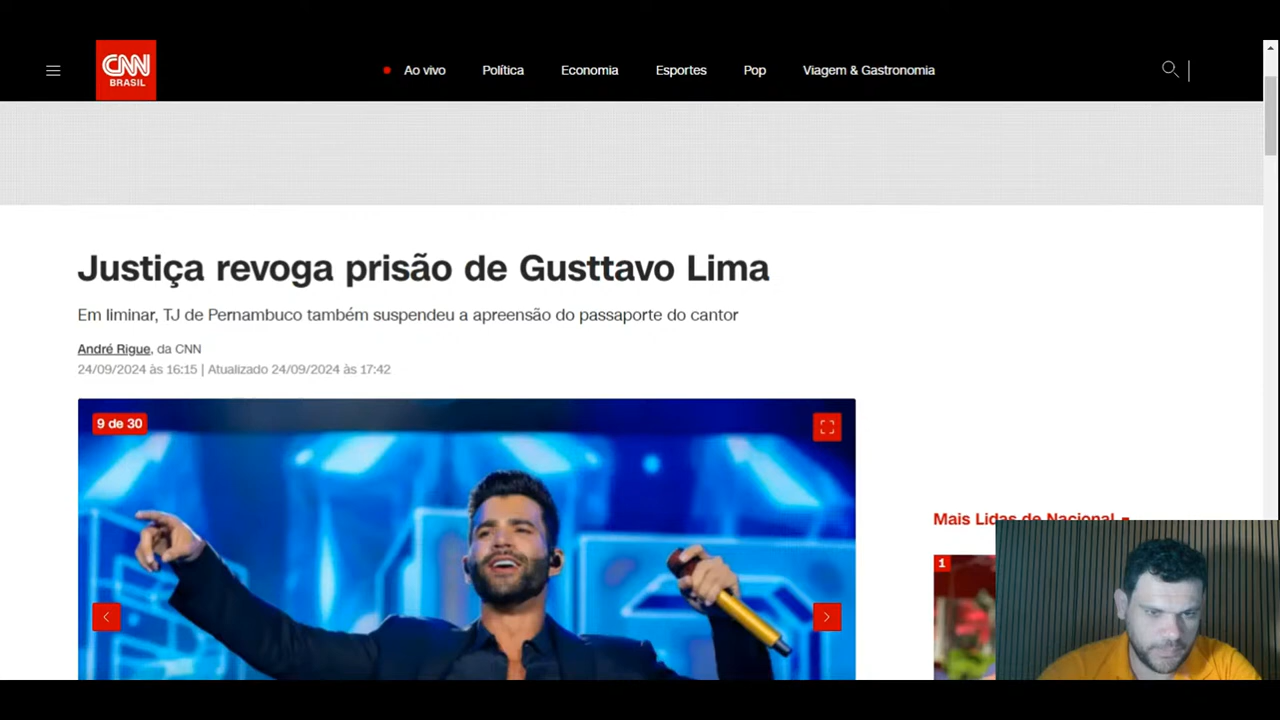 CNN
BRASIL
Ao vivo
Política
Economia
Esportes
Pop
Viagem & Gastronomia
Justiça revoga prisão de Gusttavo Lima
Em liminar, TJ de Pernambuco também suspendeu a apreensão do passaporte do cantor
André Rigue, da CNN
24/09/2024 às 16:15 | Atualizado 24/09/2024 às 17:42
9 de 30
Mais Lidas de Nacional
1